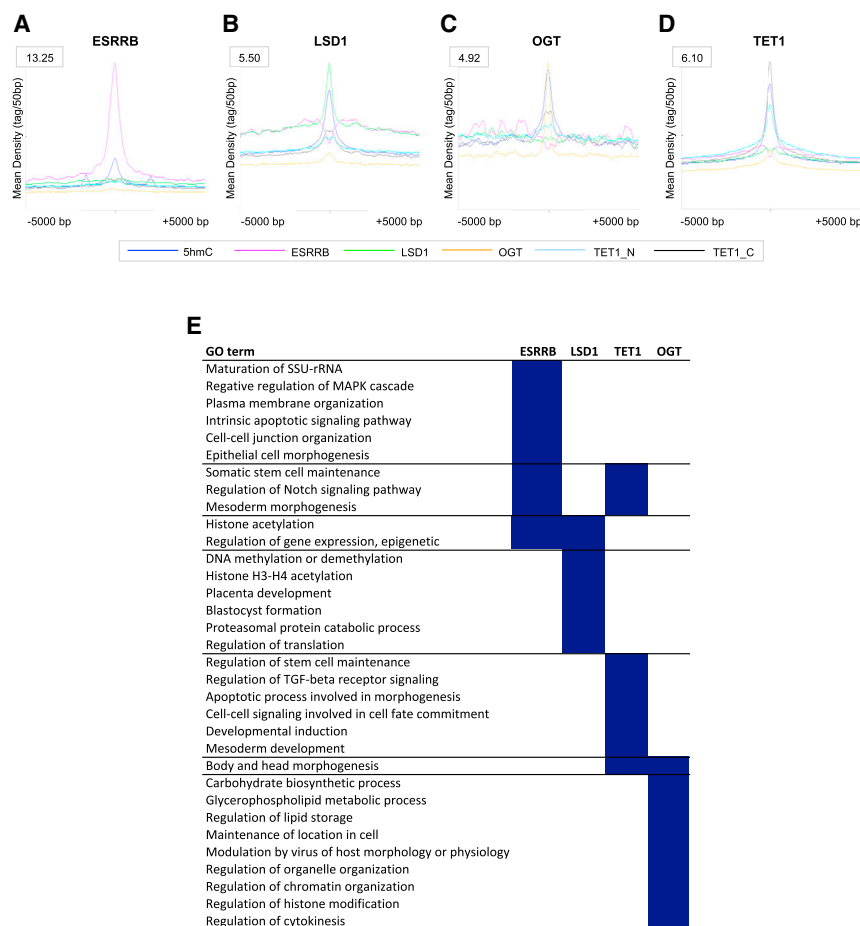 A
ESRRB
13.25
Mean Density (tag/50bp)
-5000 bp
+5000 bp
B
LSD1
5.50
Mean Density (tag/50bp)
-5000 bp
+5000 bp
C
OGT
4.92
Mean Density (tag/50bp)
-5000 bp
+5000 bp
D
TET1
6.10
Mean Density (tag/50bp)
-5000 bp
+5000 bp
5hmC
ESRRB
LSD1
OGT
TET1_N
TET1_C
E
GO term ESRRB LSD1 TET1 OGT
Maturation of SSU-rRNA
Negative regulation of MAPK cascade
Plasma membrane organization
Intrinsic apoptotic signaling pathway
Cell-cell junction organization
Epithelial cell morphogenesis
Somatic stem cell maintenance
Regulation of Notch signaling pathway
Mesoderm morphogenesis
Histone acetylation
Regulation of gene expression, epigenetic
DNA methylation or demethylation
Histone H3-H4 acetylation
Placenta development
Blastocyst formation
Proteasomal protein catabolic process
Regulation of translation
Regulation of stem cell maintenance
Regulation of TGF-beta receptor signaling
Apoptotic process involved in morphogenesis
Cell-cell signaling involved in cell fate commitment
Developmental induction
Mesoderm development
Body and head morphogenesis
Carbohydrate biosynthetic process
Glycerophospholipid metabolic process
Regulation of lipid storage
Maintenance of location in cell
Modulation by virus of host morphology or physiology
Regulation of organelle organization
Regulation of chromatin organization
Regulation of histone modification
Regulation of cytokinesis